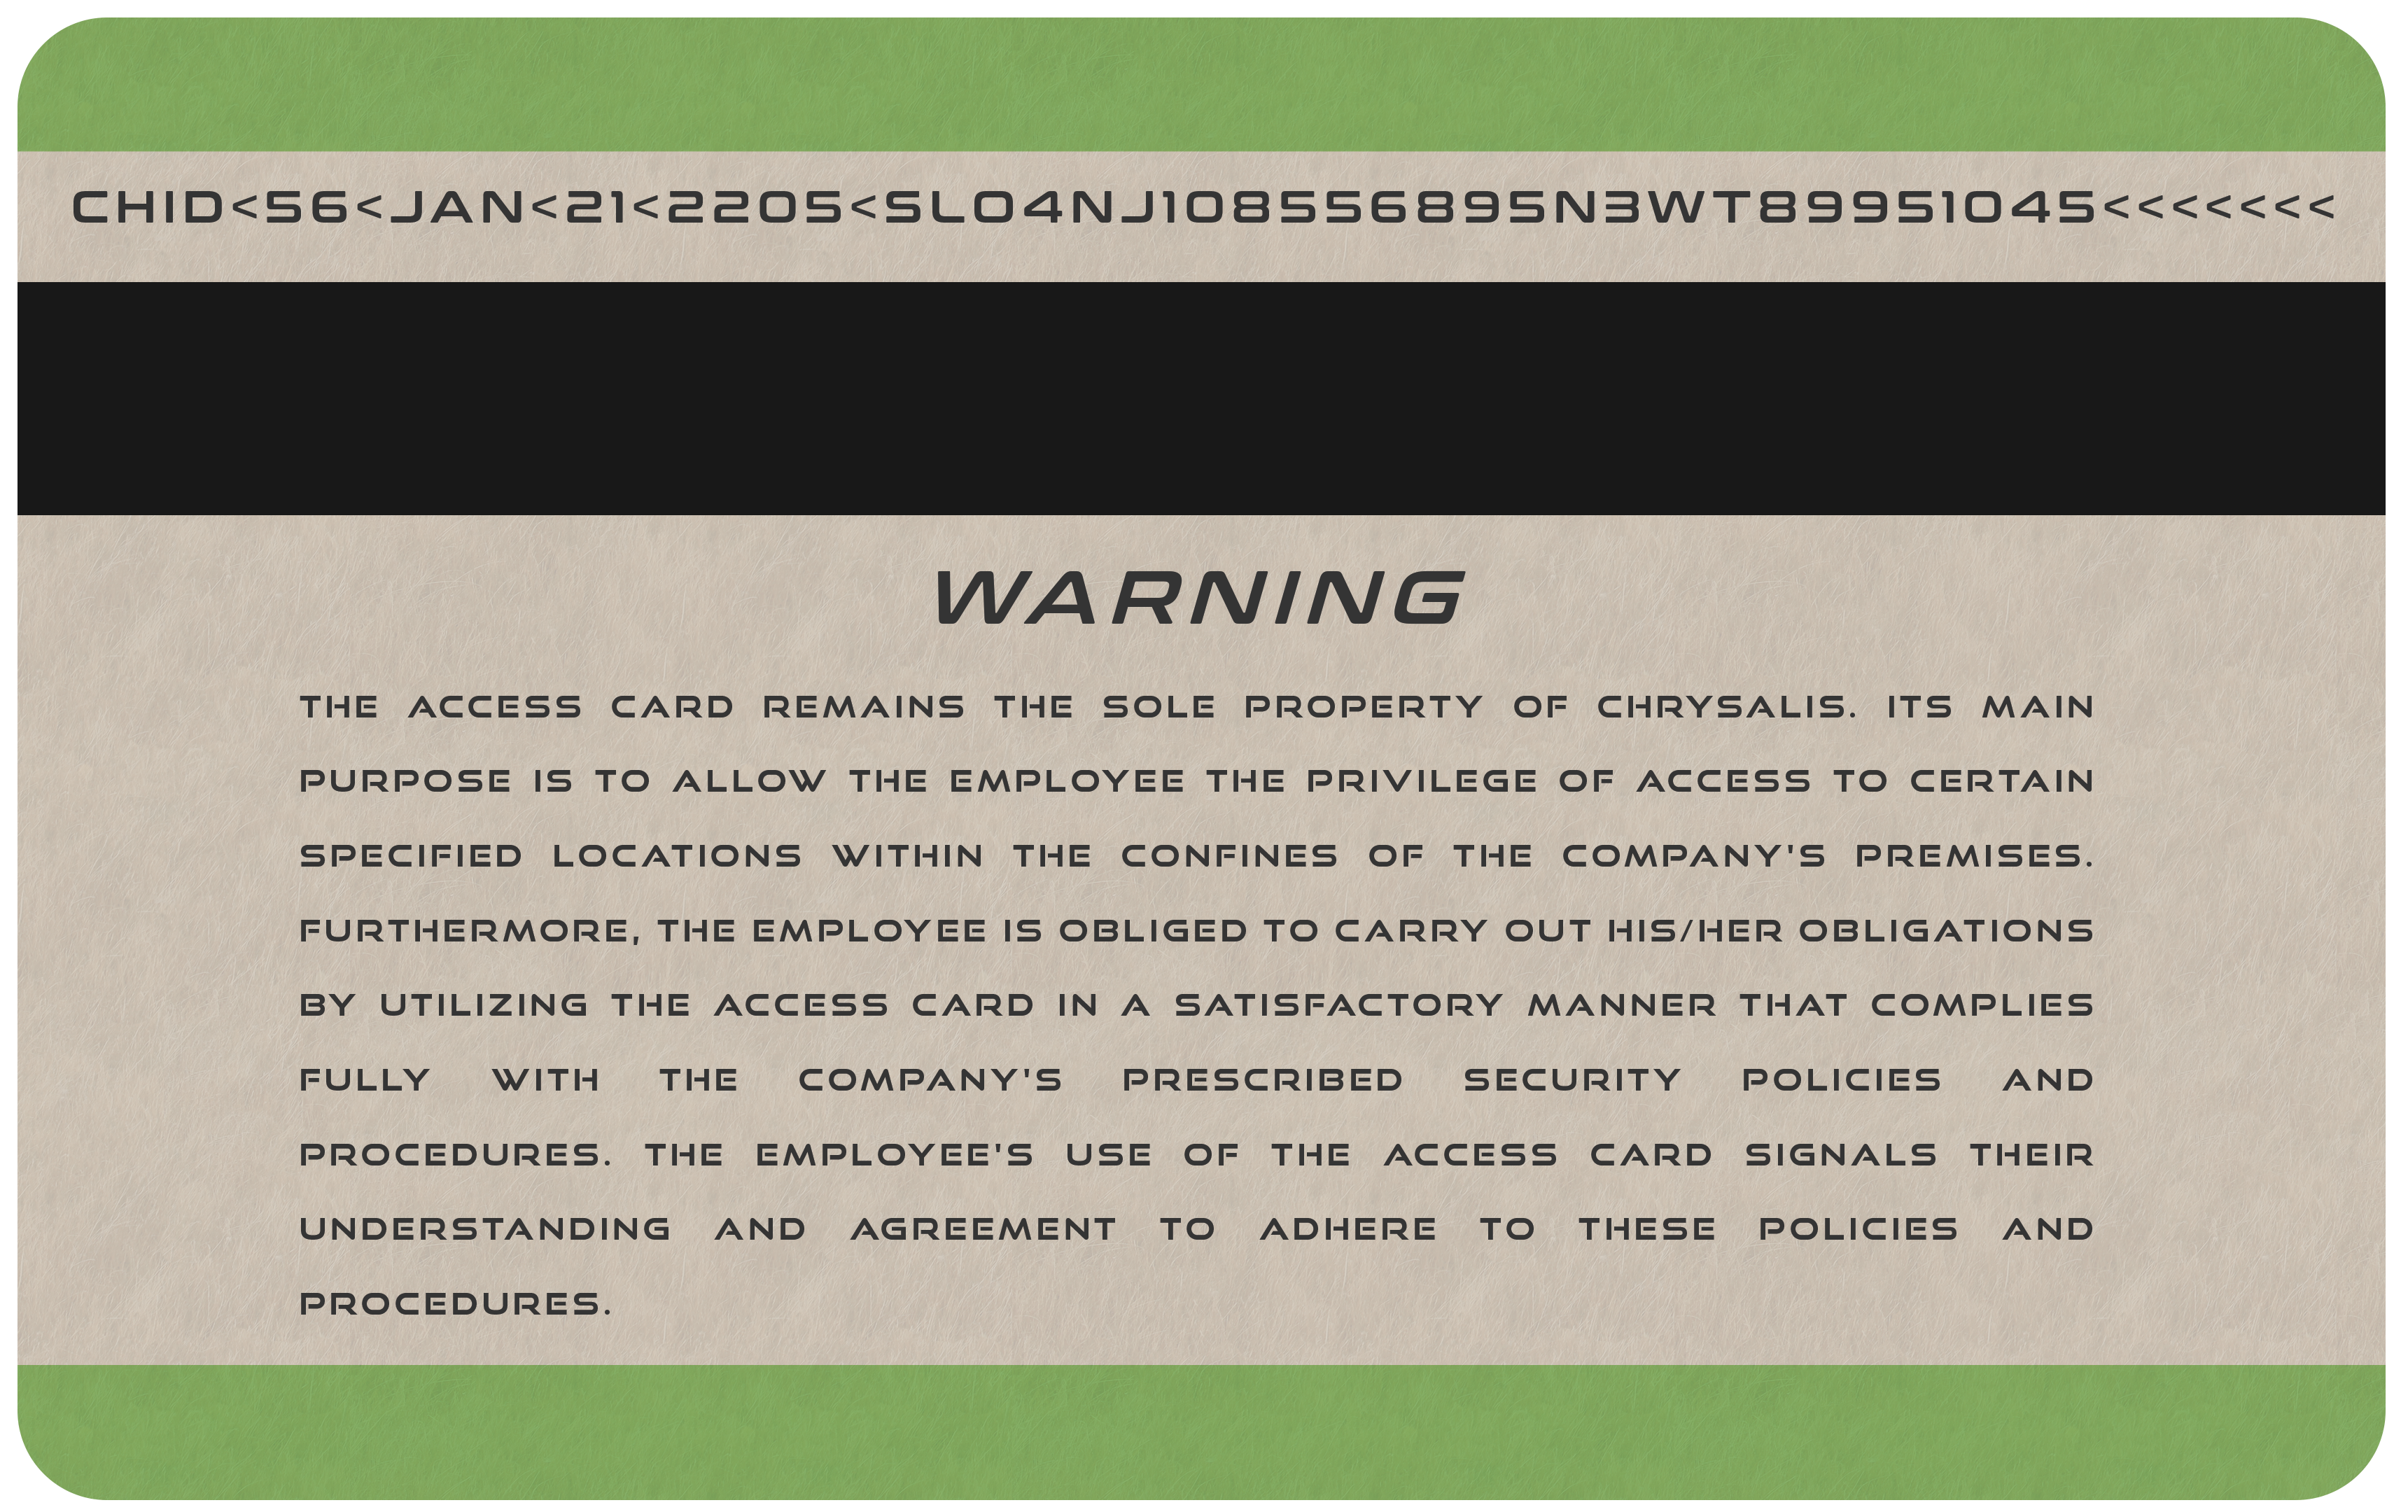 CHID<56<JAN<21<2205<SL04NJ108556895N3WT89951045<<<<<<<
WARNING
THE ACCESS CARD REMAINS THE SOLE PROPERTY OF CHRYSALIS. ITS MAIN
PURPOSE IS TO ALLOW THE EMPLOYEE THE PRIVILEGE OF ACCESS TO CERTAIN
SPECIFIED LOCATIONS WITHIN THE CONFINES OF THE COMPANY'S PREMISES.
FURTHERMORE, THE EMPLOYEE IS OBLIGED TO CARRY OUT HIS/HER OBLIGATIONS
BY UTILIZING THE ACCESS CARD IN A SATISFACTORY MANNER THAT COMPLIES
FULLY WITH THE COMPANY'S PRESCRIBED SECURITY POLICIES AND
PROCEDURES. THE EMPLOYEE'S USE OF THE ACCESS CARD SIGNALS THEIR
UNDERSTANDING AND AGREEMENT TO ADHERE TO THESE POLICIES AND
PROCEDURES.